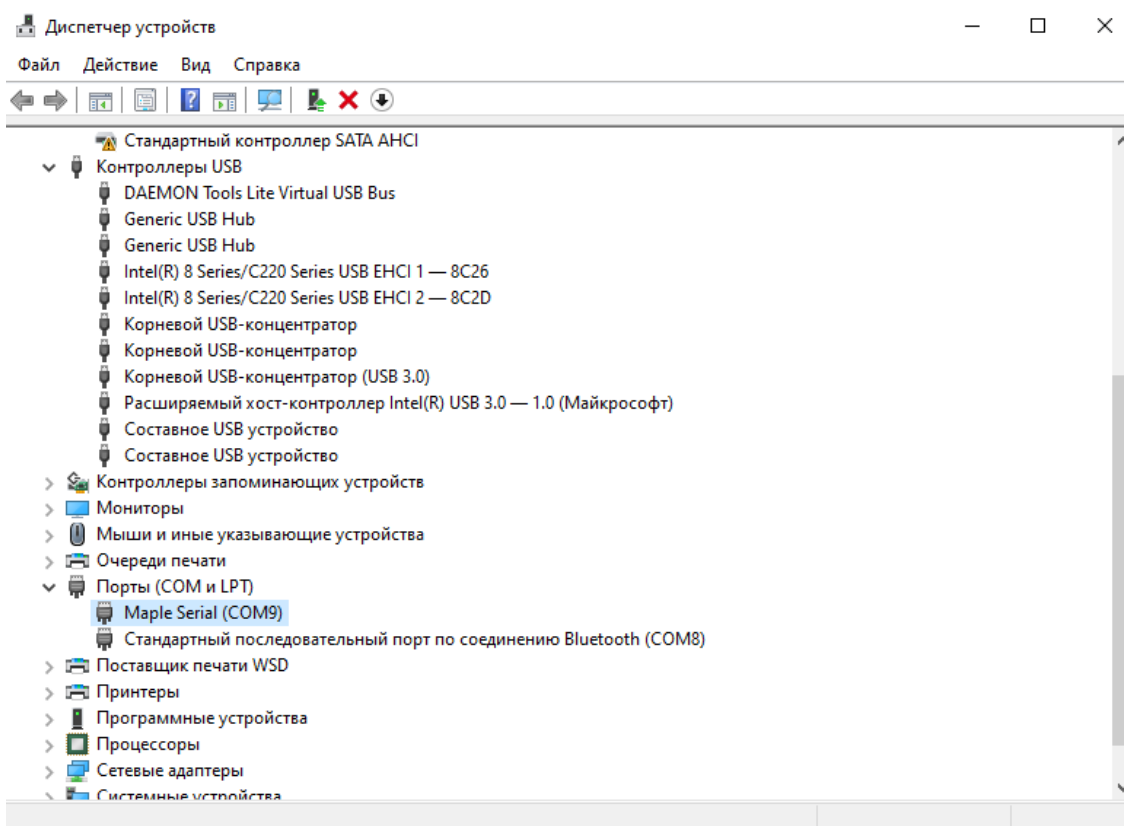 Диспетчер устройств
Файл Действие Вид Справка
Стандартный контроллер SATA AHCI
Контроллеры USB
DAEMON Tools Lite Virtual USB Bus
Generic USB Hub
Generic USB Hub
Intel(R) 8 Series/C220 Series USB EHCI 1 — 8C26
Intel(R) 8 Series/C220 Series USB EHCI 2 — 8C2D
Корневой USB-концентратор
Корневой USB-концентратор
Корневой USB-концентратор (USB 3.0)
Расширяемый хост-контроллер Intel(R) USB 3.0 — 1.0 (Майкрософт)
Составное USB устройство
Составное USB устройство
Контроллеры запоминающих устройств
Мониторы
Мыши и иные указывающие устройства
Очереди печати
Порты (COM и LPT)
Maple Serial (COM9)
Стандартный последовательный порт по соединению Bluetooth (COM8)
Поставщик печати WSD
Принтеры
Программные устройства
Процессоры
Сетевые адаптеры
Системные устройства